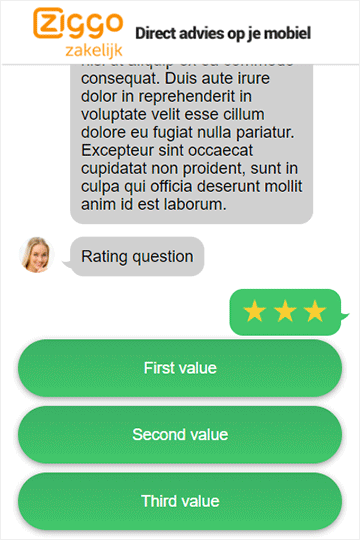 Ziggo
zakelijk
Direct advies op je mobiel
consequat. Duis aute irure
dolor in reprehenderit in
voluptate velit esse cillum
dolore eu fugiat nulla pariatur.
Excepteur sint occaecat
cupidatat non proident, sunt in
culpa qui officia deserunt mollit
anim id est laborum.
Rating question
First value
Second value
Third value